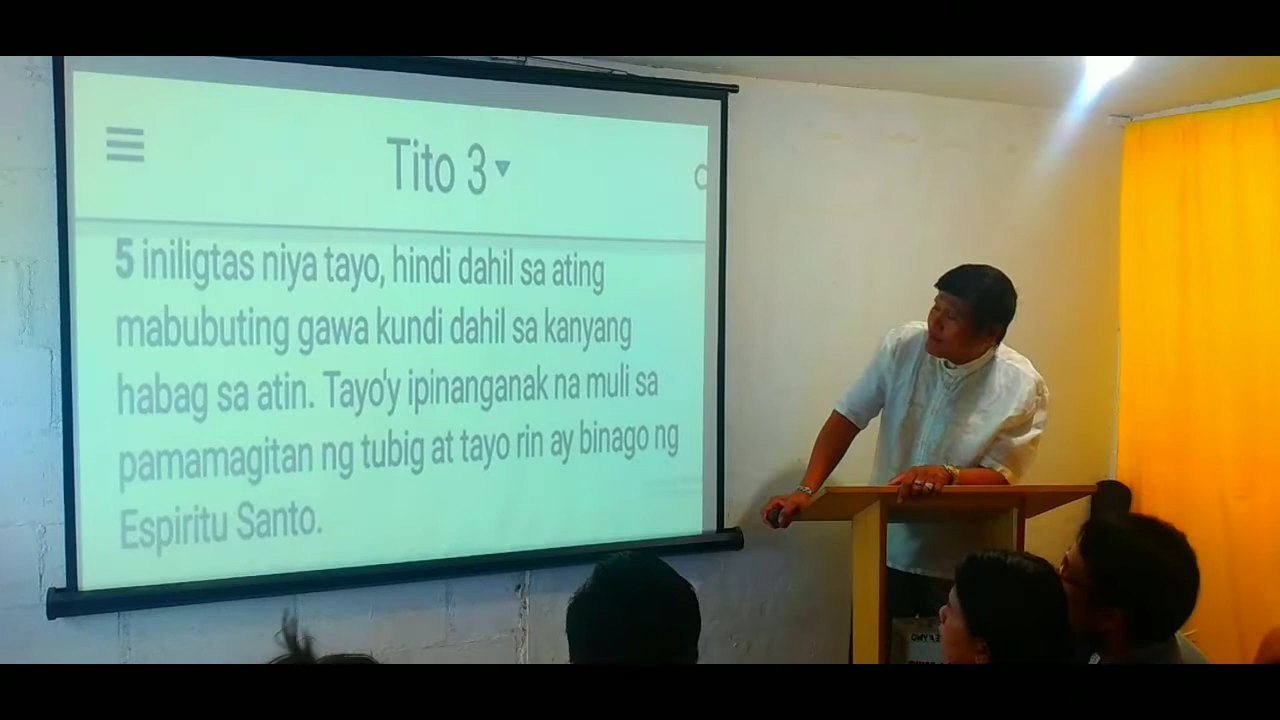 Tito 3
5 iniligtas niya tayo, hindi dahil sa ating
mabubuting gawa kundi dahil sa kanyang
habag sa atin. Tayo'y ipinanganak na muli sa
pamamagitan ng tubig at tayo rin ay binago ng
Espiritu Santo.